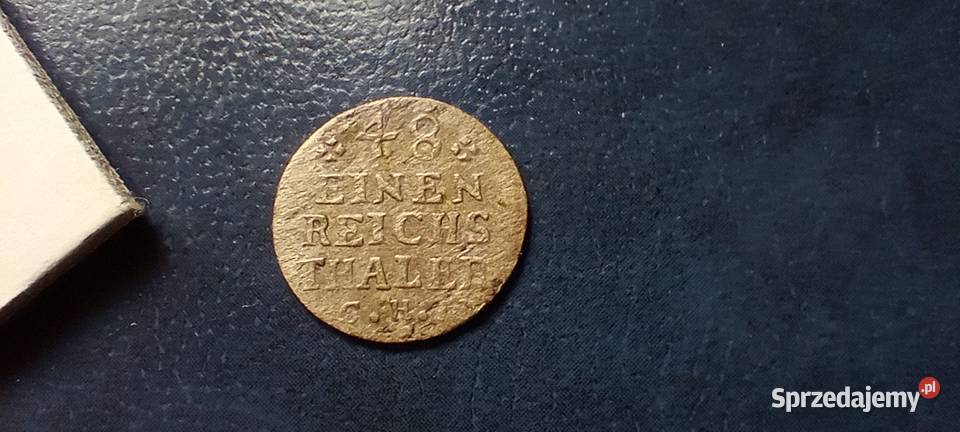 48
EINEN
REICHS
THALER
C.H.
Sprzedajemy.pl